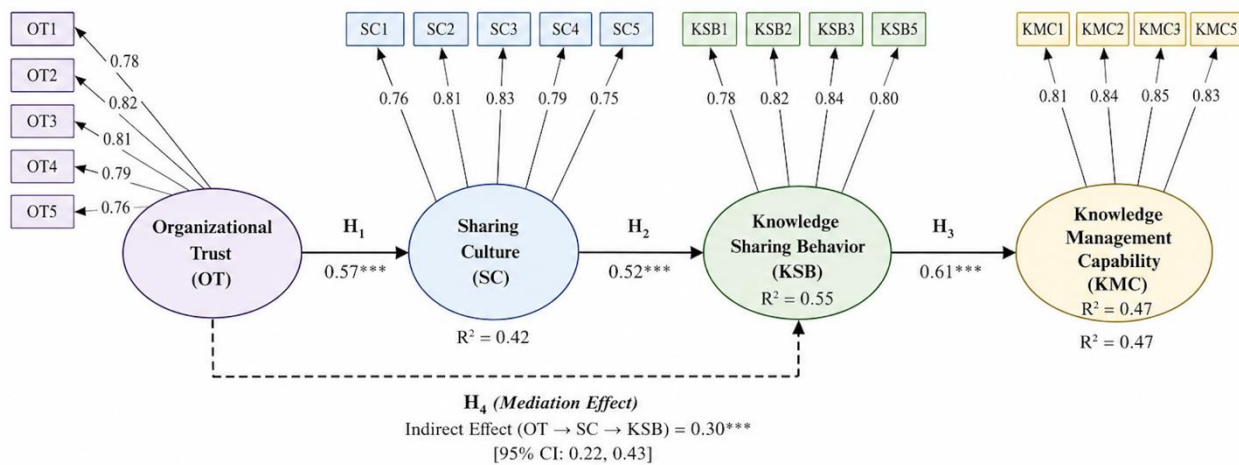 OT1
OT2
OT3
OT4
OT5
0.78
0.82
0.81
0.79
0.76
SC1
SC2
SC3
SC4
SC5
0.76
0.81
0.83
0.79
0.75
KSB1
KSB2
KSB3
KSB5
0.78
0.82
0.84
0.80
KMC1
KMC2
KMC3
KMC5
0.81
0.84
0.85
0.83
Organizational
Trust
(OT)
H₁
0.57***
Sharing
Culture
(SC)
R² = 0.42
H₂
0.52***
Knowledge
Sharing Behavior
(KSB)
R² = 0.55
H₃
0.61***
Knowledge
Management
Capability
(KMC)
R² = 0.47
R² = 0.47
H₄ (Mediation Effect)
Indirect Effect (OT → SC → KSB) = 0.30***
[95% CI: 0.22, 0.43]